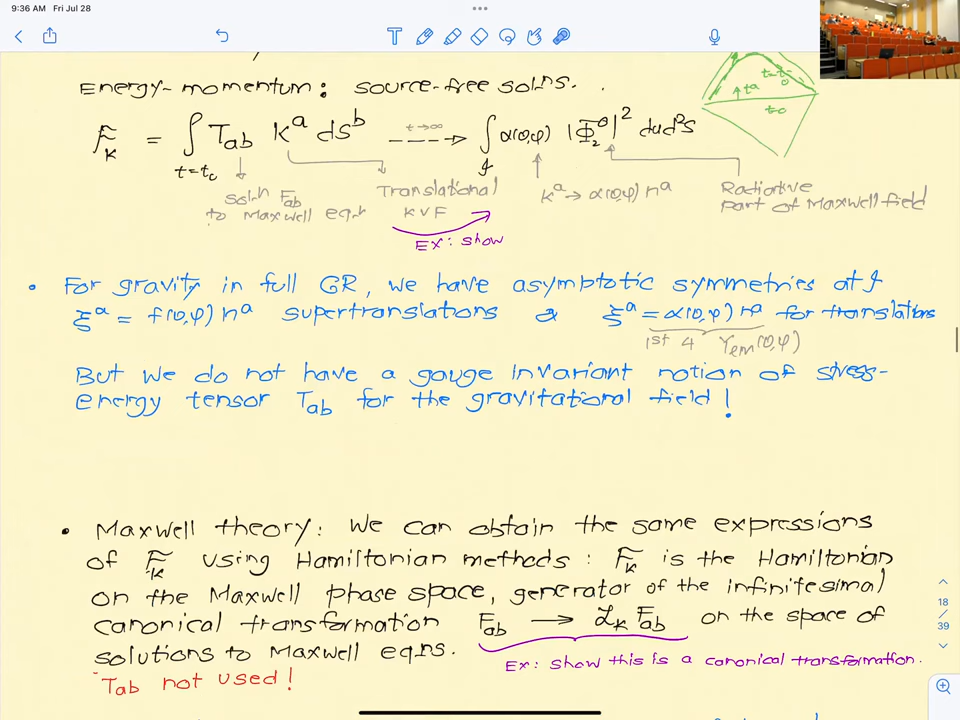 9:36 AM Fri Jul 28
Energy-momentum: source-free solns.
F_k = ∫_{t=t_0} T_ab k^a ds^b ---t→∞---> ∫_ℐ α(θ,φ) |Φ_2^0|^2 du d^2s
t=t_0
t^a
t=0
soln F_ab to Maxwell eqn
Translational KVF
k^a → α(θ,φ) n^a
Radiative part of Maxwell field
Ex: show
• For gravity in full GR, we have asymptotic symmetries at ℐ
ξ^a = f(θ,φ) n^a supertranslations & ξ^a = α(θ,φ) n^a for translations
1st 4 Y_em(θ,φ)
But we do not have a gauge invariant notion of stress-
energy tensor T_ab for the gravitational field!
• Maxwell theory: We can obtain the same expressions
of F_k using Hamiltonian methods: F_k is the Hamiltonian
on the Maxwell phase space, generator of the infinitesimal
canonical transformation F_ab → ℒ_k F_ab on the space of
solutions to Maxwell eqns.
Ex: show this is a canonical transformation.
T_ab not used!
18
/
39